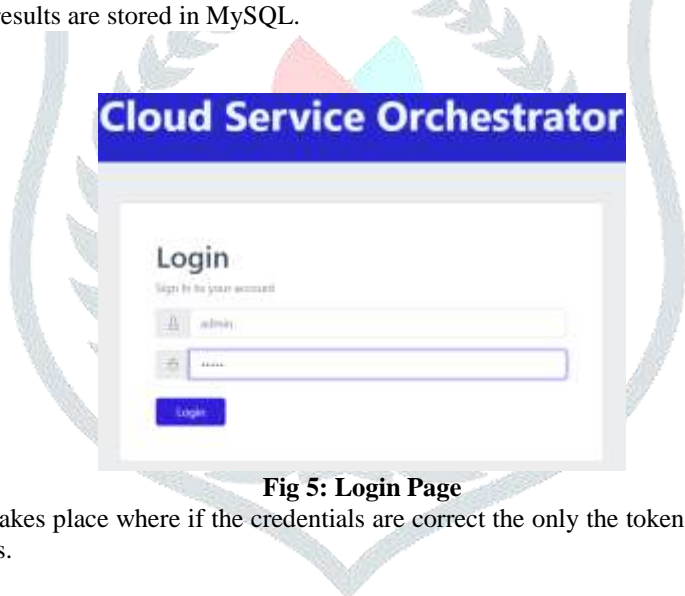 results are stored in MySQL.
Cloud Service Orchestrator
Login
Sign In to your account
admin
•••••
Login
Fig 5: Login Page
akes place where if the credentials are correct the only the token
s.